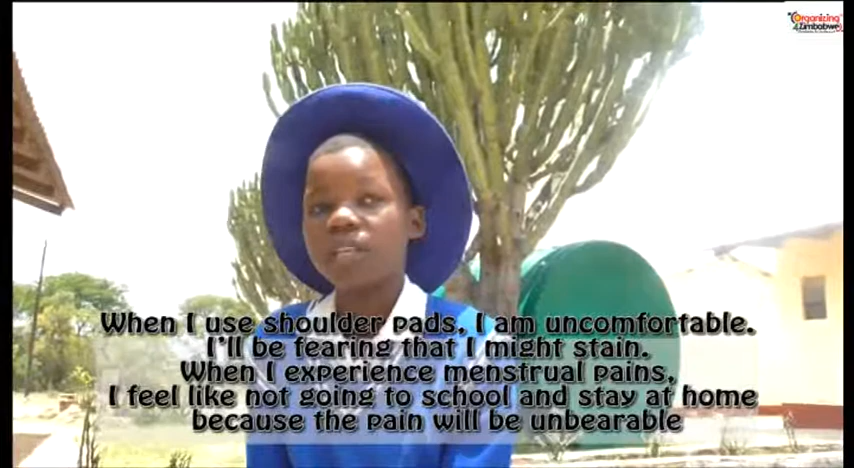 Organizing
Zimbabwe
When I use shoulder pads, I am uncomfortable.
I'll be fearing that I might stain.
When I experience menstrual pains,
I feel like not going to school and stay at home
because the pain will be unbearable